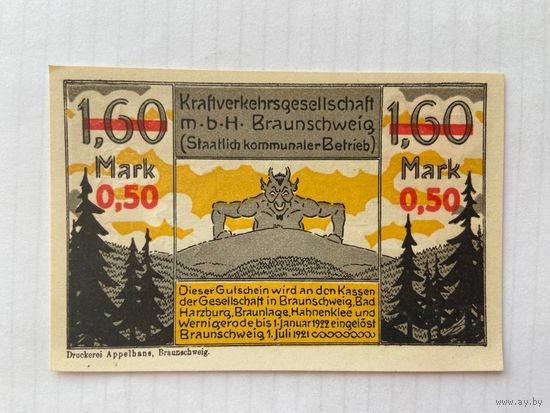 1,60 Mark 0,50
Kraftverkehrsgesellschaft
m·b·H· Braunschweig
(Staatlich kommunaler Betrieb)
1,60 Mark 0,50
Dieser Gutschein wird an den Kassen
der Gesellschaft in Braunschweig, Bad
Harzburg, Braunlage, Hahnenklee und
Wernigerode bis 1. Januar 1922 eingelöst
Braunschweig 1. Juli 1921
Druckerei Appelhans, Braunschweig.
au.ay.by